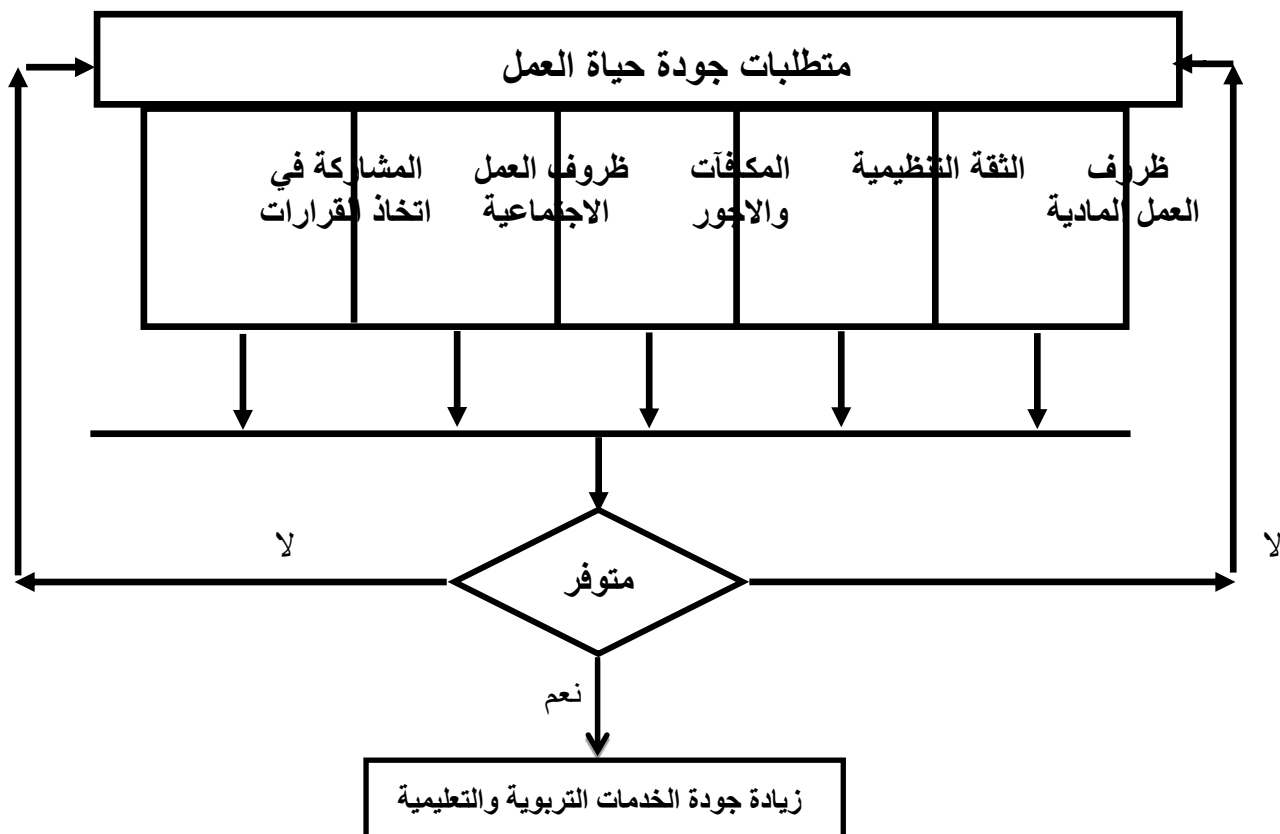 متطلبات جودة حياة العمل
ظروف
العمل المادية
الثقة التنظيمية
المكافآت
والاجور
ظروف العمل
الاجتماعية
المشاركة في
اتخاذ القرارات
لا
لا
متوفر
نعم
زيادة جودة الخدمات التربوية والتعليمية